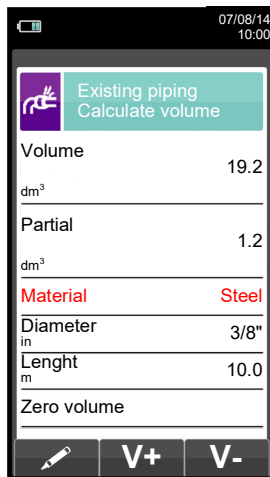 07/08/14
10:00
Existing piping
Calculate volume
Volume
19.2
dm³
Partial
1.2
dm³
Material Steel
Diameter
in 3/8"
Lenght
m 10.0
Zero volume
V+ V-